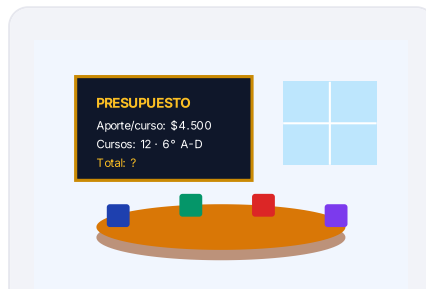 PRESUPUESTO
Aporte/curso: $4.500
Cursos: 12 · 6° A-D
Total: ?